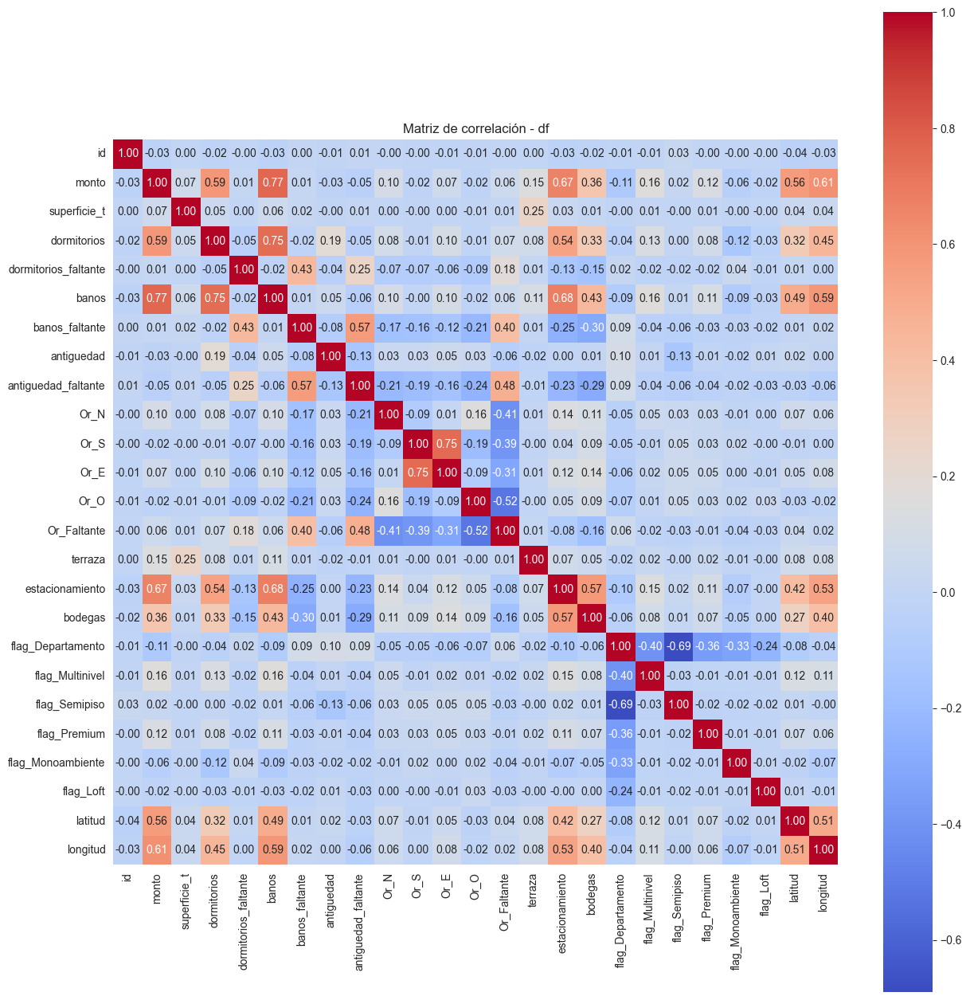 Matriz de correlación - df
id 1.00 -0.03 0.00 -0.02 -0.00 -0.03 0.00 -0.01 0.01 -0.00 -0.00 -0.01 -0.01 -0.00 0.00 -0.03 -0.02 -0.01 -0.01 0.03 -0.00 -0.00 -0.00 -0.04 -0.03
monto -0.03 1.00 0.07 0.59 0.01 0.77 0.01 -0.03 -0.05 0.10 -0.02 0.07 -0.02 0.06 0.15 0.67 0.36 -0.11 0.16 0.02 0.12 -0.06 -0.02 0.56 0.61
superficie_t 0.00 0.07 1.00 0.05 0.00 0.06 0.02 -0.00 0.01 0.00 -0.00 0.00 -0.01 0.01 0.25 0.03 0.01 -0.00 0.01 -0.00 0.01 -0.00 -0.00 0.04 0.04
dormitorios -0.02 0.59 0.05 1.00 -0.05 0.75 -0.02 0.19 -0.05 0.08 -0.01 0.10 -0.01 0.07 0.08 0.54 0.33 -0.04 0.13 0.00 0.08 -0.12 -0.03 0.32 0.45
dormitorios_faltante -0.00 0.01 0.00 -0.05 1.00 -0.02 0.43 -0.04 0.25 -0.07 -0.07 -0.06 -0.09 0.18 0.01 -0.13 -0.15 0.02 -0.02 -0.02 -0.02 0.04 -0.01 0.01 0.00
banos -0.03 0.77 0.06 0.75 -0.02 1.00 0.01 0.05 -0.06 0.10 -0.00 0.10 -0.02 0.06 0.11 0.68 0.43 -0.09 0.16 0.01 0.11 -0.09 -0.03 0.49 0.59
banos_faltante 0.00 0.01 0.02 -0.02 0.43 0.01 1.00 -0.08 0.57 -0.17 -0.16 -0.12 -0.21 0.40 0.01 -0.25 -0.30 0.09 -0.04 -0.06 -0.03 -0.03 -0.02 0.01 0.02
antiguedad -0.01 -0.03 -0.00 0.19 -0.04 0.05 -0.08 1.00 -0.13 0.03 0.03 0.05 0.03 -0.06 -0.02 0.00 0.01 0.10 0.01 -0.13 -0.01 -0.02 0.01 0.02 0.00
antiguedad_faltante 0.01 -0.05 0.01 -0.05 0.25 -0.06 0.57 -0.13 1.00 -0.21 -0.19 -0.16 -0.24 0.48 -0.01 -0.23 -0.29 0.09 -0.04 -0.06 -0.04 -0.02 -0.03 -0.03 -0.06
Or_N -0.00 0.10 0.00 0.08 -0.07 0.10 -0.17 0.03 -0.21 1.00 -0.09 0.01 0.16 -0.41 0.01 0.14 0.11 -0.05 0.05 0.03 0.03 -0.01 0.00 0.07 0.06
Or_S -0.00 -0.02 -0.00 -0.01 -0.07 -0.00 -0.16 0.03 -0.19 -0.09 1.00 0.75 -0.19 -0.39 -0.00 0.04 0.09 -0.05 -0.01 0.05 0.03 0.02 -0.00 -0.01 0.00
Or_E -0.01 0.07 0.00 0.10 -0.06 0.10 -0.12 0.05 -0.16 0.01 0.75 1.00 -0.09 -0.31 0.01 0.12 0.14 -0.06 0.02 0.05 0.05 0.00 -0.01 0.05 0.08
Or_O -0.01 -0.02 -0.01 -0.01 -0.09 -0.02 -0.21 0.03 -0.24 0.16 -0.19 -0.09 1.00 -0.52 -0.00 0.05 0.09 -0.07 0.01 0.05 0.03 0.02 0.03 -0.03 -0.02
Or_Faltante -0.00 0.06 0.01 0.07 0.18 0.06 0.40 -0.06 0.48 -0.41 -0.39 -0.31 -0.52 1.00 0.01 -0.08 -0.16 0.06 -0.02 -0.03 -0.01 -0.04 -0.03 0.04 0.02
terraza 0.00 0.15 0.25 0.08 0.01 0.11 0.01 -0.02 -0.01 0.01 -0.00 0.01 -0.00 0.01 1.00 0.07 0.05 -0.02 0.02 -0.00 0.02 -0.01 -0.00 0.08 0.08
estacionamiento -0.03 0.67 0.03 0.54 -0.13 0.68 -0.25 0.00 -0.23 0.14 0.04 0.12 0.05 -0.08 0.07 1.00 0.57 -0.10 0.15 0.02 0.11 -0.07 -0.00 0.42 0.53
bodegas -0.02 0.36 0.01 0.33 -0.15 0.43 -0.30 0.01 -0.29 0.11 0.09 0.14 0.09 -0.16 0.05 0.57 1.00 -0.06 0.08 0.01 0.07 -0.05 0.00 0.27 0.40
flag_Departamento -0.01 -0.11 -0.00 -0.04 0.02 -0.09 0.09 0.10 0.09 -0.05 -0.05 -0.06 -0.07 0.06 -0.02 -0.10 -0.06 1.00 -0.40 -0.69 -0.36 -0.33 -0.24 -0.08 -0.04
flag_Multinivel -0.01 0.16 0.01 0.13 -0.02 0.16 -0.04 0.01 -0.04 0.05 -0.01 0.02 0.01 -0.02 0.02 0.15 0.08 -0.40 1.00 -0.03 -0.01 -0.01 -0.01 0.12 0.11
flag_Semipiso 0.03 0.02 -0.00 0.00 -0.02 0.01 -0.06 -0.13 -0.06 0.03 0.05 0.05 0.05 -0.03 -0.00 0.02 0.01 -0.69 -0.03 1.00 -0.02 -0.02 -0.02 0.01 -0.00
flag_Premium -0.00 0.12 0.01 0.08 -0.02 0.11 -0.03 -0.01 -0.04 0.03 0.03 0.05 0.03 -0.01 0.02 0.11 0.07 -0.36 -0.01 -0.02 1.00 -0.01 -0.01 0.07 0.06
flag_Monoambiente -0.00 -0.06 -0.00 -0.12 0.04 -0.09 -0.03 -0.02 -0.02 -0.01 0.02 0.00 0.02 -0.04 -0.01 -0.07 -0.05 -0.33 -0.01 -0.02 -0.01 1.00 -0.01 -0.02 -0.07
flag_Loft -0.00 -0.02 -0.00 -0.03 -0.01 -0.03 -0.02 0.01 -0.03 0.00 -0.00 -0.01 0.03 -0.03 -0.00 -0.00 0.00 -0.24 -0.01 -0.02 -0.01 -0.01 1.00 0.01 -0.01
latitud -0.04 0.56 0.04 0.32 0.01 0.49 0.01 0.02 -0.03 0.07 -0.01 0.05 -0.03 0.04 0.08 0.42 0.27 -0.08 0.12 0.01 0.07 -0.02 0.01 1.00 0.51
longitud -0.03 0.61 0.04 0.45 0.00 0.59 0.02 0.00 -0.06 0.06 0.00 0.08 -0.02 0.02 0.08 0.53 0.40 -0.04 0.11 -0.00 0.06 -0.07 -0.01 0.51 1.00
id
monto
superficie_t
dormitorios
dormitorios_faltante
banos
banos_faltante
antiguedad
antiguedad_faltante
Or_N
Or_S
Or_E
Or_O
Or_Faltante
terraza
estacionamiento
bodegas
flag_Departamento
flag_Multinivel
flag_Semipiso
flag_Premium
flag_Monoambiente
flag_Loft
latitud
longitud
1.0
0.8
0.6
0.4
0.2
0.0
−0.2
−0.4
−0.6